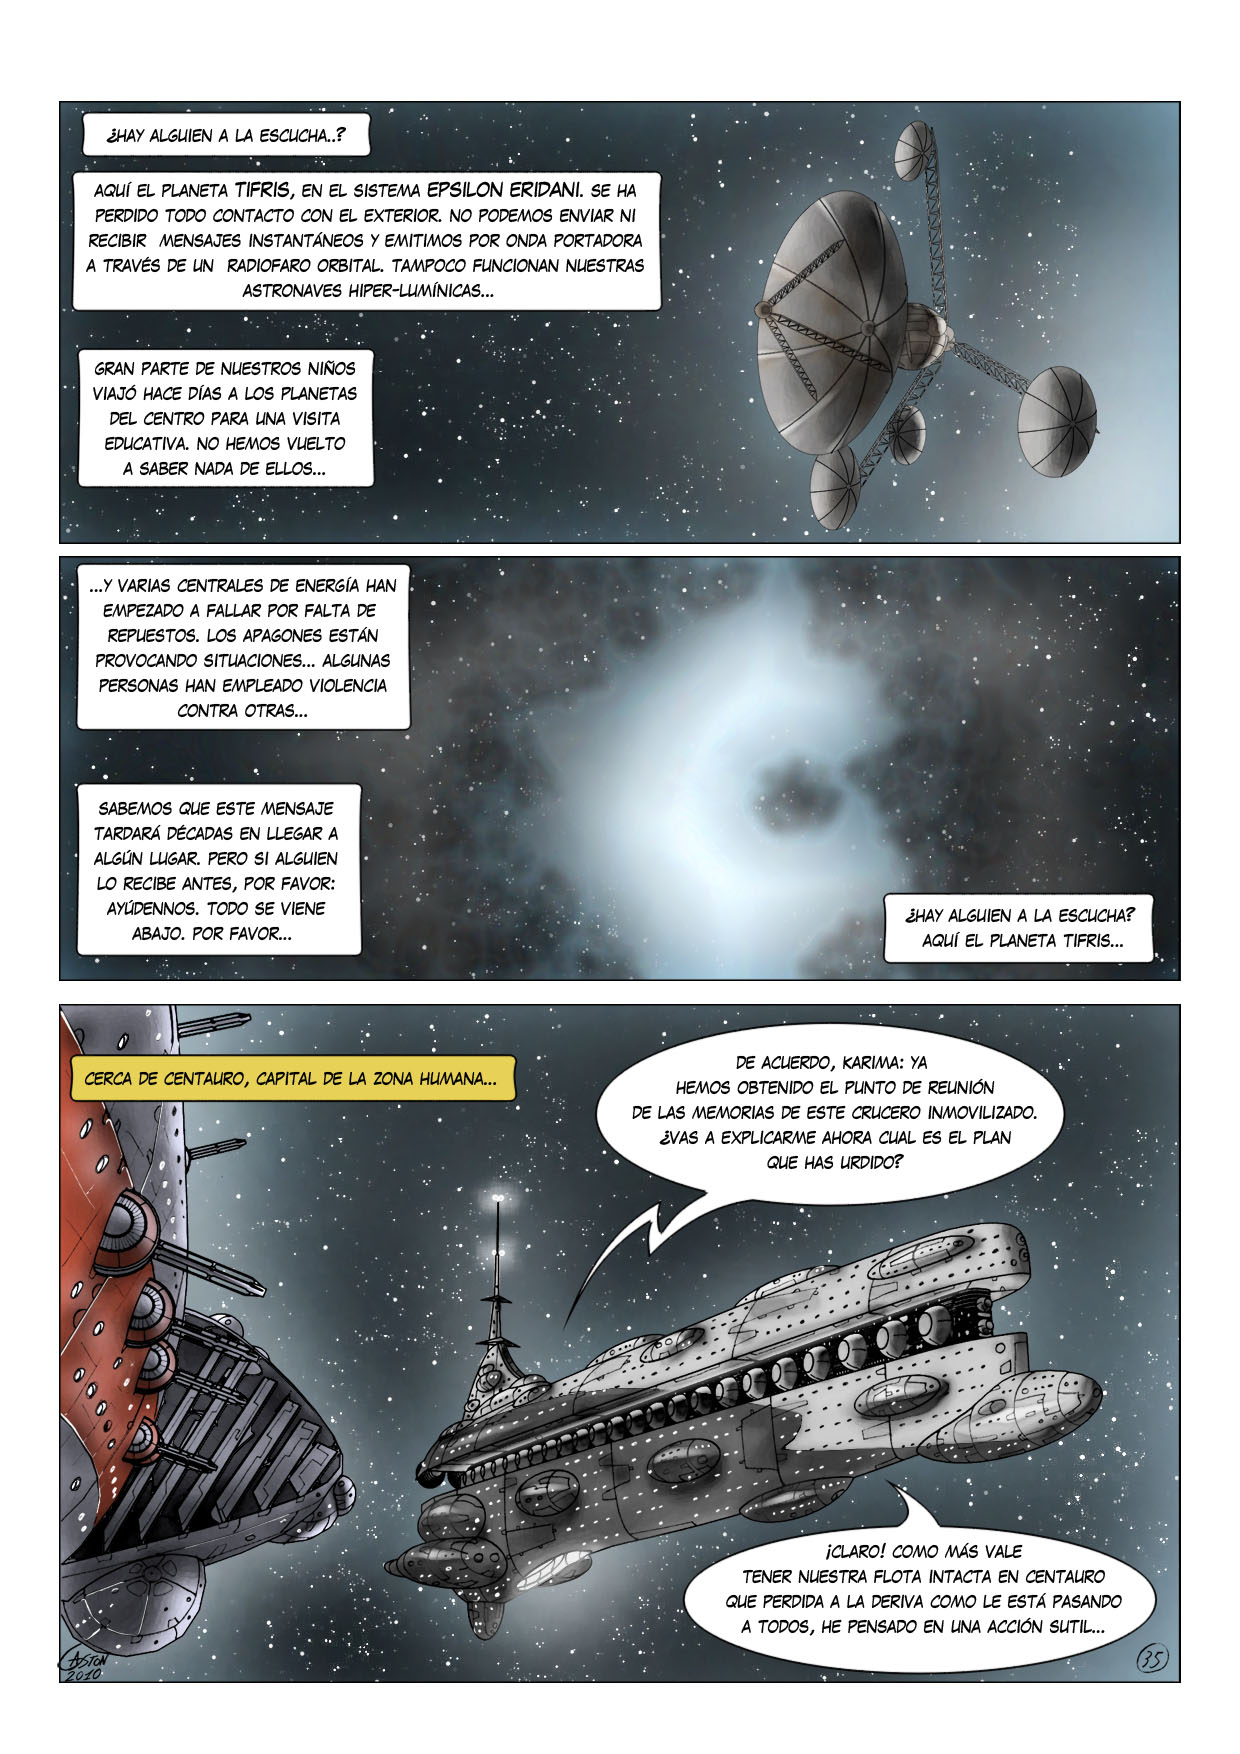 ¿HAY ALGUIEN A LA ESCUCHA..?
AQUÍ EL PLANETA TIFRIS, EN EL SISTEMA EPSILON ERIDANI. SE HA
PERDIDO TODO CONTACTO CON EL EXTERIOR. NO PODEMOS ENVIAR NI
RECIBIR MENSAJES INSTANTÁNEOS Y EMITIMOS POR ONDA PORTADORA
A TRAVÉS DE UN RADIOFARO ORBITAL. TAMPOCO FUNCIONAN NUESTRAS
ASTRONAVES HIPER-LUMÍNICAS...
GRAN PARTE DE NUESTROS NIÑOS
VIAJÓ HACE DÍAS A LOS PLANETAS
DEL CENTRO PARA UNA VISITA
EDUCATIVA. NO HEMOS VUELTO
A SABER NADA DE ELLOS...
...Y VARIAS CENTRALES DE ENERGÍA HAN
EMPEZADO A FALLAR POR FALTA DE
REPUESTOS. LOS APAGONES ESTÁN
PROVOCANDO SITUACIONES... ALGUNAS
PERSONAS HAN EMPLEADO VIOLENCIA
CONTRA OTRAS...
SABEMOS QUE ESTE MENSAJE
TARDARÁ DÉCADAS EN LLEGAR A
ALGÚN LUGAR. PERO SI ALGUIEN
LO RECIBE ANTES, POR FAVOR:
AYÚDENNOS. TODO SE VIENE
ABAJO. POR FAVOR...
¿HAY ALGUIEN A LA ESCUCHA?
AQUÍ EL PLANETA TIFRIS...
CERCA DE CENTAURO, CAPITAL DE LA ZONA HUMANA...
DE ACUERDO, KARIMA: YA
HEMOS OBTENIDO EL PUNTO DE REUNIÓN
DE LAS MEMORIAS DE ESTE CRUCERO INMOVILIZADO.
¿VAS A EXPLICARME AHORA CUAL ES EL PLAN
QUE HAS URDIDO?
¡CLARO! COMO MÁS VALE
TENER NUESTRA FLOTA INTACTA EN CENTAURO
QUE PERDIDA A LA DERIVA COMO LE ESTÁ PASANDO
A TODOS, HE PENSADO EN UNA ACCIÓN SUTIL...
2010
35